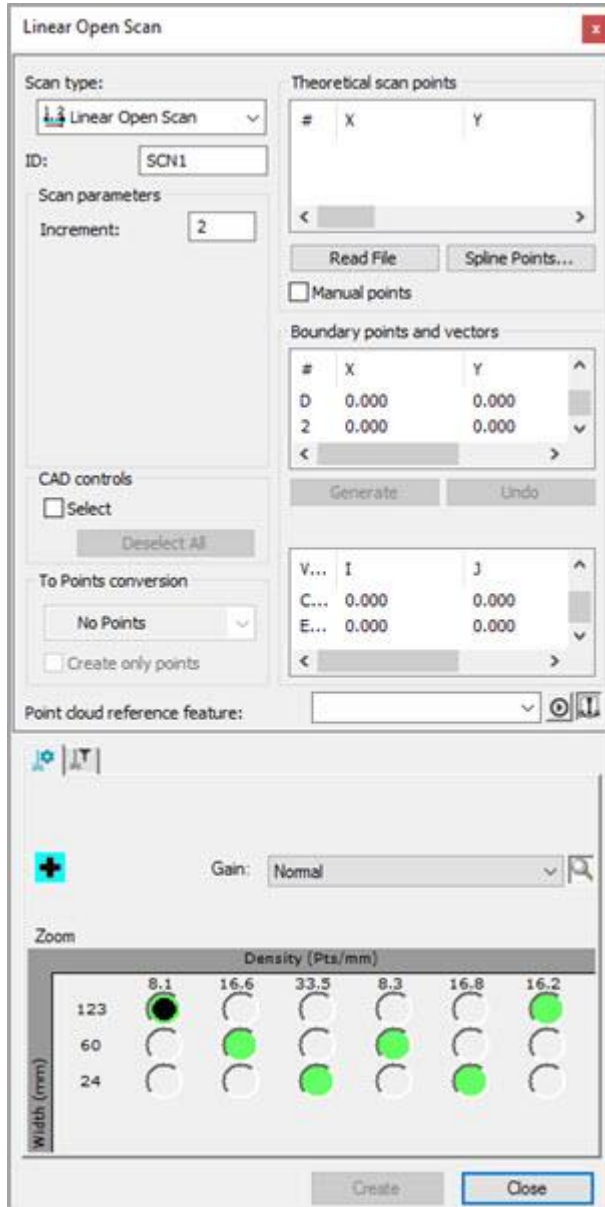 Linear Open Scan
x
Scan type:
Linear Open Scan
ID: SCN1
Scan parameters
Increment: 2
CAD controls
Select
Deselect All
To Points conversion
No Points
Create only points
Theoretical scan points
# X Y
Read File Spline Points...
Manual points
Boundary points and vectors
# X Y
D 0.000 0.000
2 0.000 0.000
Generate Undo
V... I J
C... 0.000 0.000
E... 0.000 0.000
Point cloud reference feature:
Gain: Normal
Zoom
Density (Pts/mm)
8.1 16.6 33.5 8.3 16.8 16.2
Width (mm)
123
60
24
Create Close